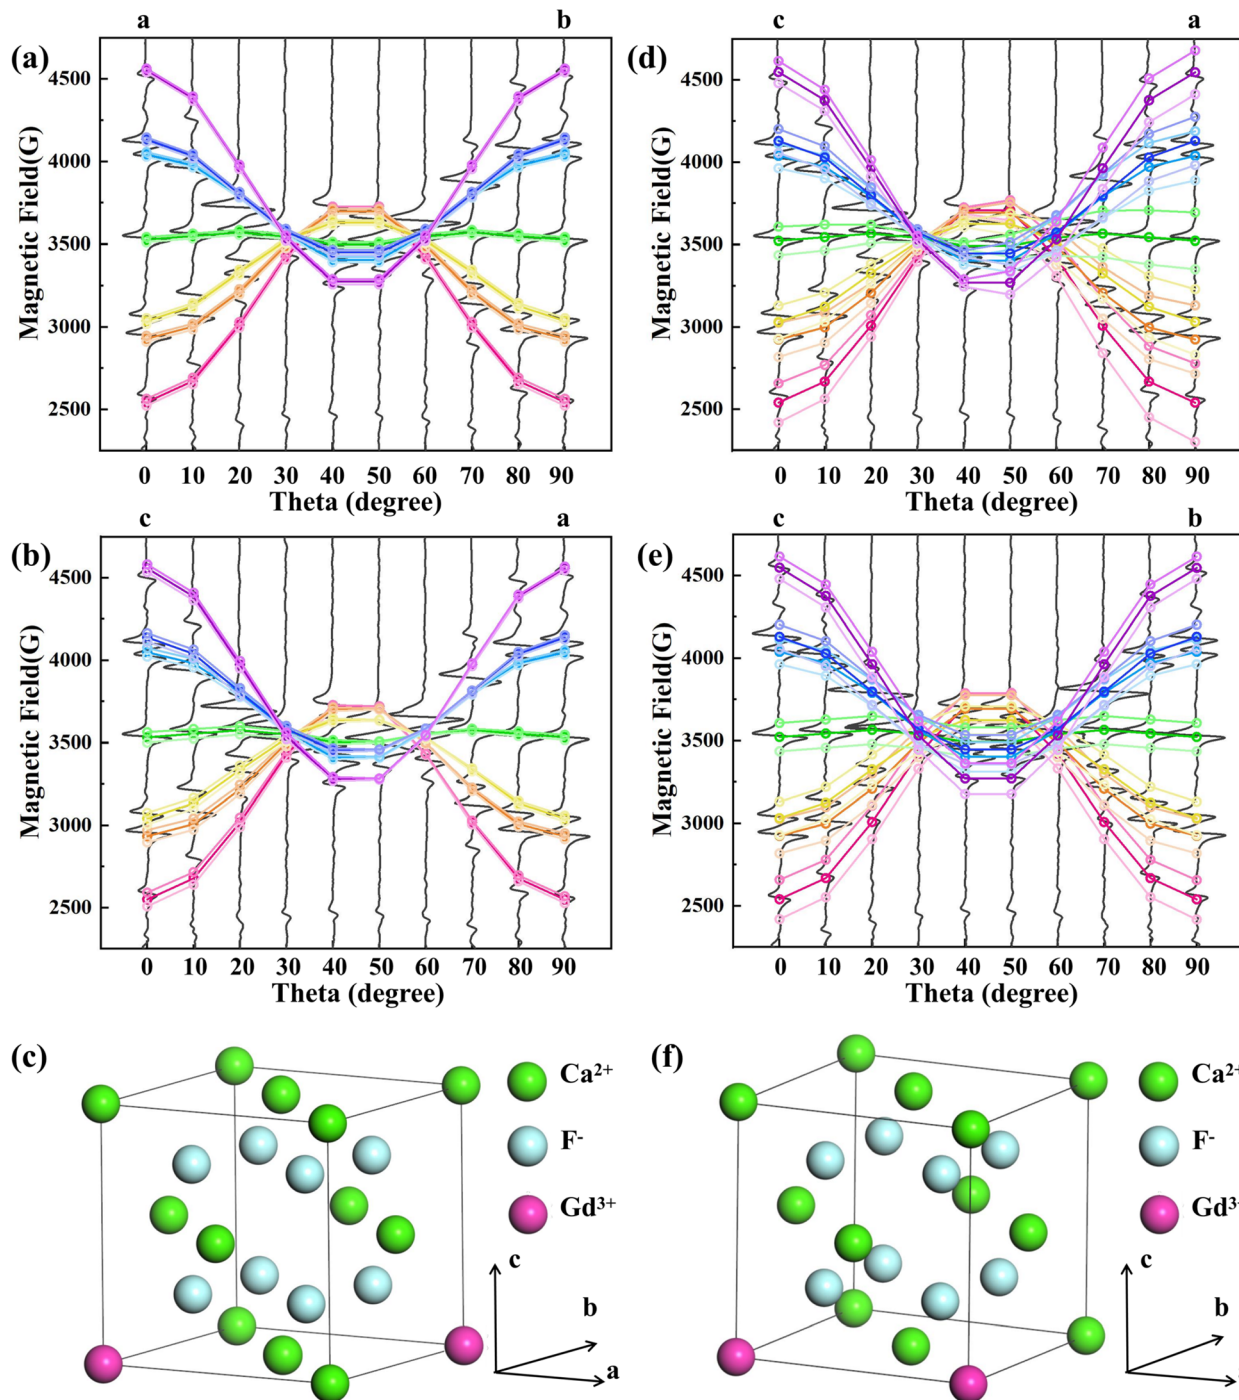 a b
(a)
Magnetic Field(G)
4500
4000
3500
3000
2500
0 10 20 30 40 50 60 70 80 90
Theta (degree)
c a
(d)
Magnetic Field(G)
4500
4000
3500
3000
2500
0 10 20 30 40 50 60 70 80 90
Theta (degree)
c a
(b)
Magnetic Field(G)
4500
4000
3500
3000
2500
0 10 20 30 40 50 60 70 80 90
Theta (degree)
c b
(e)
Magnetic Field(G)
4500
4000
3500
3000
2500
0 10 20 30 40 50 60 70 80 90
Theta (degree)
(c)
Ca²⁺
F⁻
Gd³⁺
c
b
a
(f)
Ca²⁺
F⁻
Gd³⁺
c
b